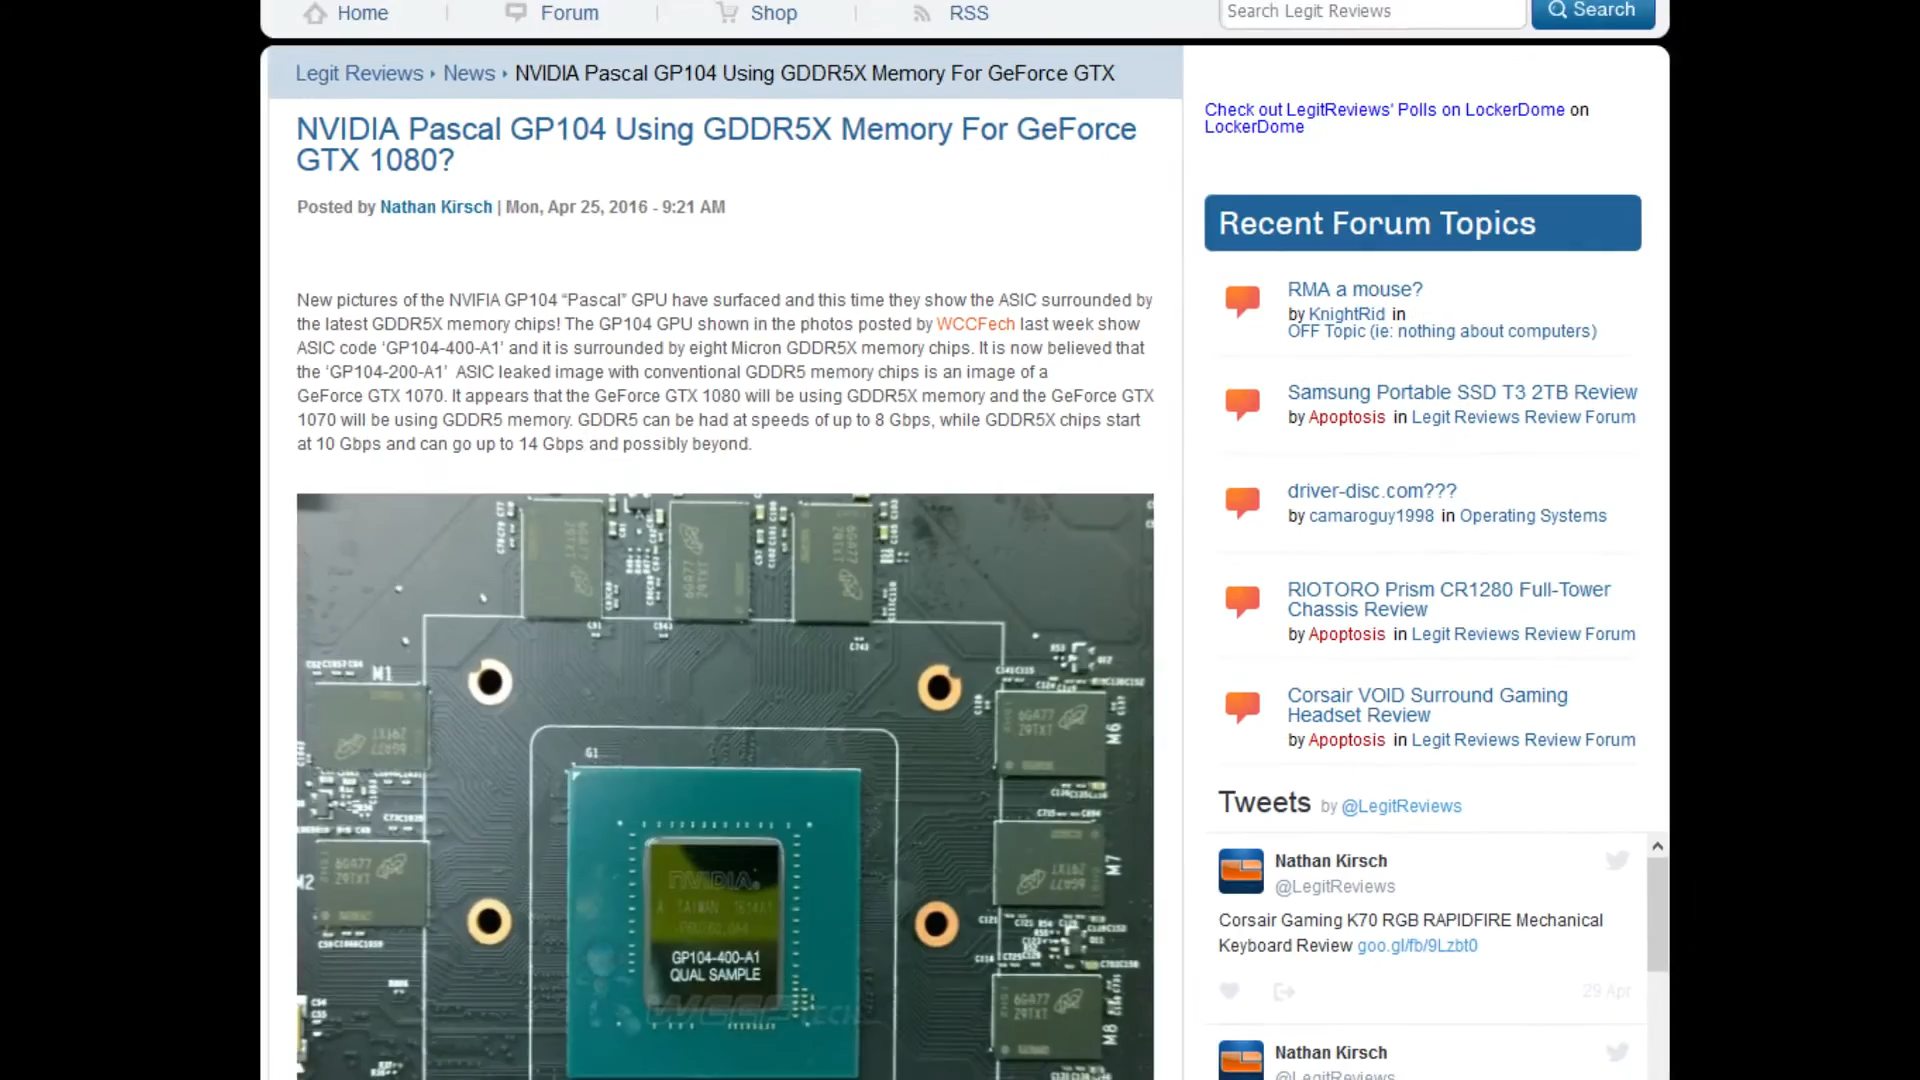 Home
Forum
Shop
RSS
Search Legit Reviews
Search
Legit Reviews › News › NVIDIA Pascal GP104 Using GDDR5X Memory For GeForce GTX
NVIDIA Pascal GP104 Using GDDR5X Memory For GeForce
GTX 1080?
Posted by Nathan Kirsch | Mon, Apr 25, 2016 - 9:21 AM
New pictures of the NVIFIA GP104 “Pascal” GPU have surfaced and this time they show the ASIC surrounded by
the latest GDDR5X memory chips! The GP104 GPU shown in the photos posted by WCCFech last week show
ASIC code ‘GP104-400-A1’ and it is surrounded by eight Micron GDDR5X memory chips. It is now believed that
the ‘GP104-200-A1’ ASIC leaked image with conventional GDDR5 memory chips is an image of a
GeForce GTX 1070. It appears that the GeForce GTX 1080 will be using GDDR5X memory and the GeForce GTX
1070 will be using GDDR5 memory. GDDR5 can be had at speeds of up to 8 Gbps, while GDDR5X chips start
at 10 Gbps and can go up to 14 Gbps and possibly beyond.
M1
M2
M6
M7
M8
G1
6GA77
NVIDIA
GP104-400-A1
QUAL SAMPLE
Check out LegitReviews' Polls on LockerDome on
LockerDome
Recent Forum Topics
RMA a mouse?
by KnightRid in
OFF Topic (ie: nothing about computers)
Samsung Portable SSD T3 2TB Review
by Apoptosis in Legit Reviews Review Forum
driver-disc.com???
by camaroguy1998 in Operating Systems
RIOTORO Prism CR1280 Full-Tower
Chassis Review
by Apoptosis in Legit Reviews Review Forum
Corsair VOID Surround Gaming
Headset Review
by Apoptosis in Legit Reviews Review Forum
Tweets by @LegitReviews
Nathan Kirsch
@LegitReviews
Corsair Gaming K70 RGB RAPIDFIRE Mechanical
Keyboard Review goo.gl/fb/9Lzbt0
29 Apr
Nathan Kirsch
@LegitReviews